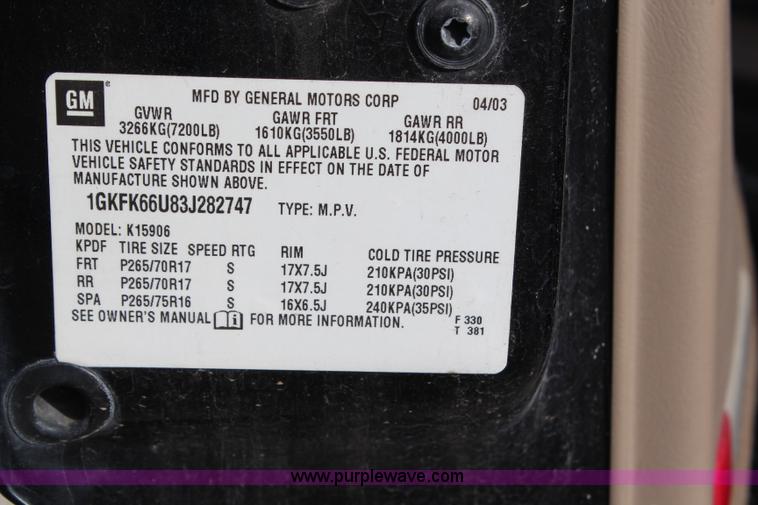 GM
MFD BY GENERAL MOTORS CORP 04/03
GVWR GAWR FRT GAWR RR
3266KG(7200LB) 1610KG(3550LB) 1814KG(4000LB)
THIS VEHICLE CONFORMS TO ALL APPLICABLE U.S. FEDERAL MOTOR
VEHICLE SAFETY STANDARDS IN EFFECT ON THE DATE OF
MANUFACTURE SHOWN ABOVE.
1GKFK66U83J282747 TYPE: M.P.V.
MODEL: K15906
KPDF TIRE SIZE SPEED RTG RIM COLD TIRE PRESSURE
FRT P265/70R17 S 17X7.5J 210KPA(30PSI)
RR P265/70R17 S 17X7.5J 210KPA(30PSI)
SPA P265/75R16 S 16X6.5J 240KPA(35PSI)
SEE OWNER'S MANUAL FOR MORE INFORMATION. F 330
T 381
www.purplewave.com